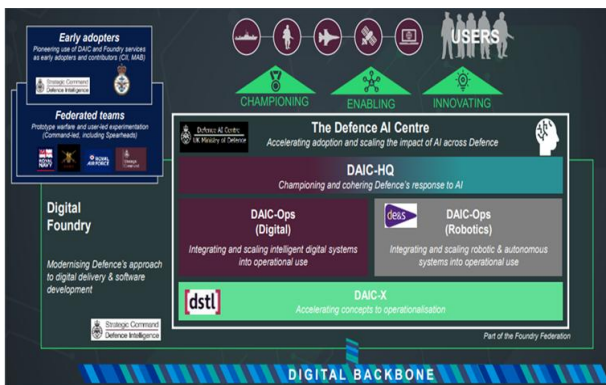 Early adopters
Pioneering use of DAIC and Foundry services
as early adopters and contributors (CII, MAB)
Strategic Command
Defence Intelligence
Federated teams
Prototype warfare and user-led experimentation
(Command-led, including Spearheads)
ROYAL
NAVY
ROYAL
AIR FORCE
USERS
CHAMPIONING
ENABLING
INNOVATING
Defence AI Centre
UK Ministry of Defence
The Defence AI Centre
Accelerating adoption and scaling the impact of AI across Defence
DAIC-HQ
Championing and cohering Defence's response to AI
Digital
Foundry
Modernising Defence's approach
to digital delivery & software
development
Strategic Command
Defence Intelligence
DAIC-Ops
(Digital)
Integrating and scaling intelligent digital systems
into operational use
de&s
DAIC-Ops
(Robotics)
Integrating and scaling robotic & autonomous
systems into operational use
[dstl]
DAIC-X
Accelerating concepts to operationalisation
Part of the Foundry Federation
DIGITAL BACKBONE